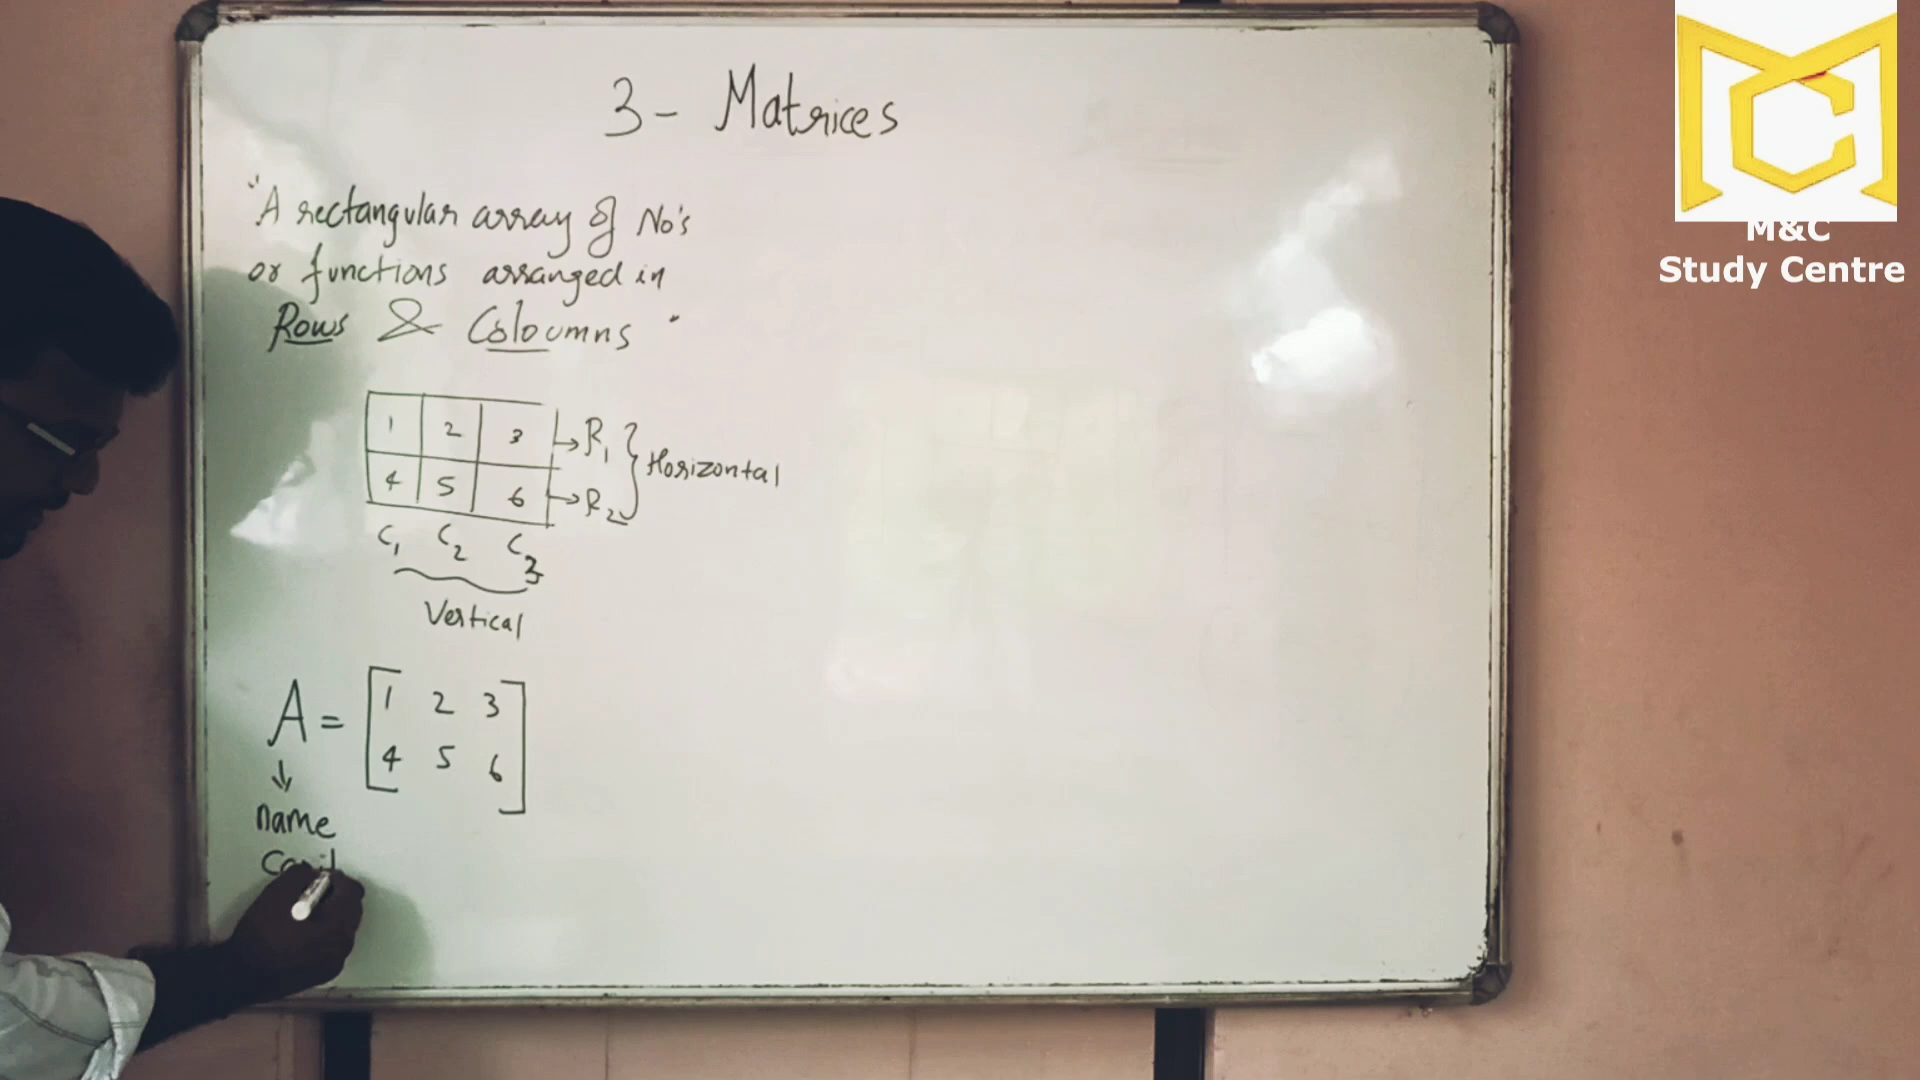 3- Matrices
"A rectangular array of No's
or functions arranged in
Rows & Coloumns "
1 2 3 →R1
4 5 6 →R2
} Horizontal
C1 C2 C3
Vertical
A = [1 2 3
4 5 6]
↓
name
M&C
Study Centre